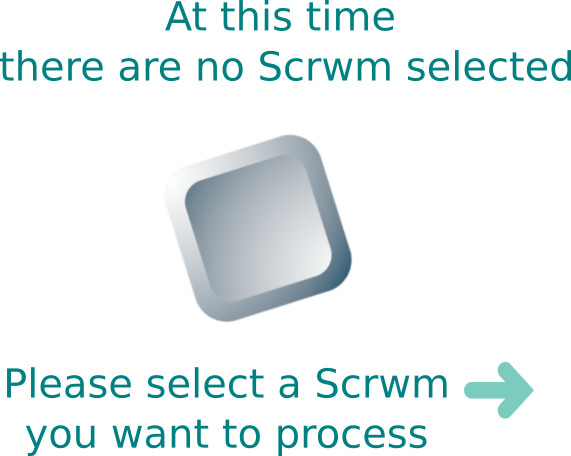 At this time
there are no Scrwm selected
Please select a Scrwm
you want to process